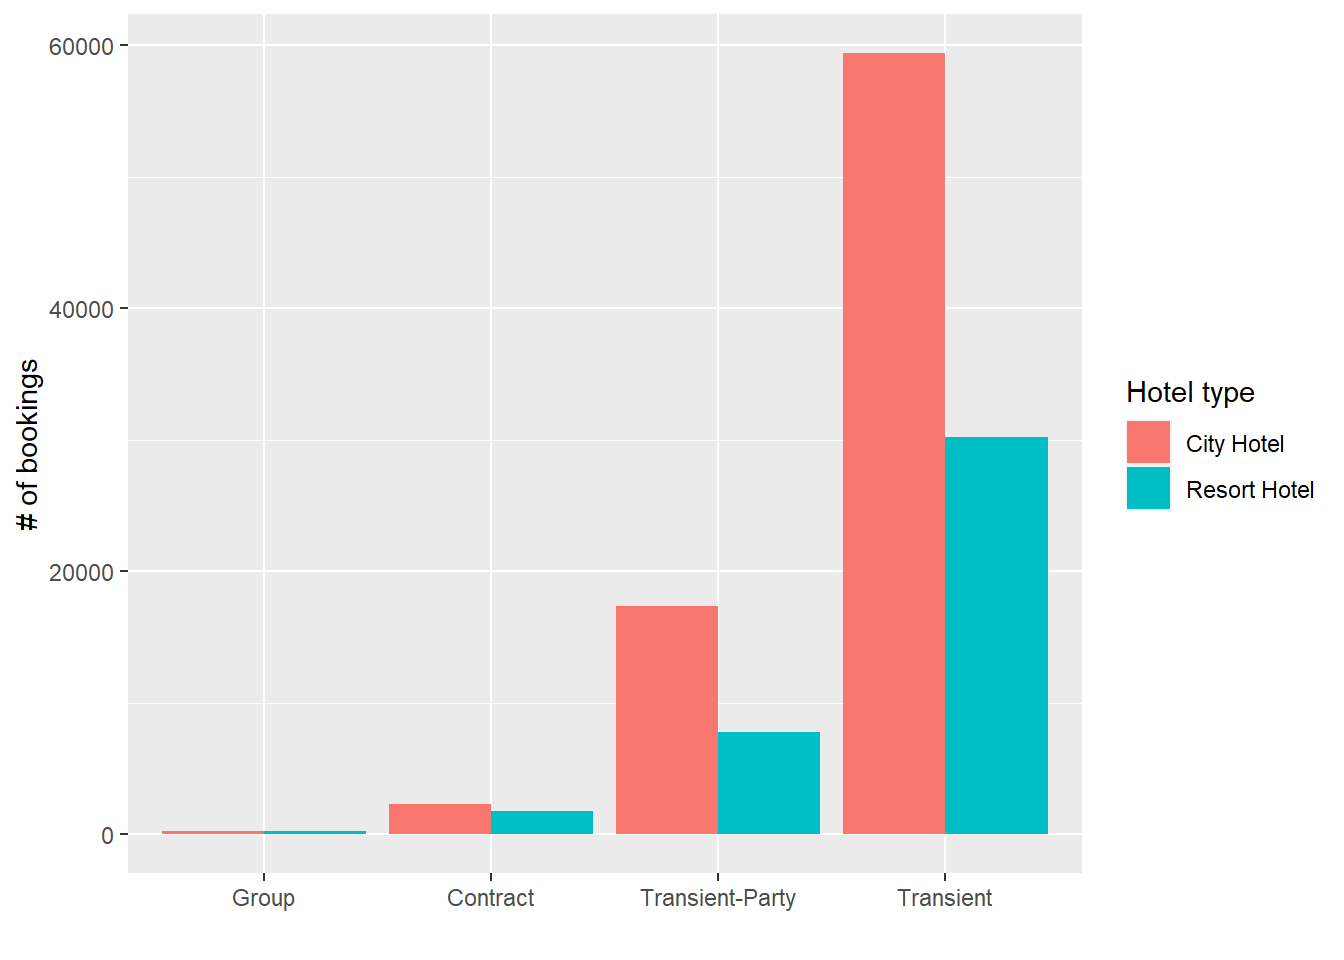 # of bookings
60000
40000
20000
0
Group
Contract
Transient-Party
Transient
Hotel type
City Hotel
Resort Hotel